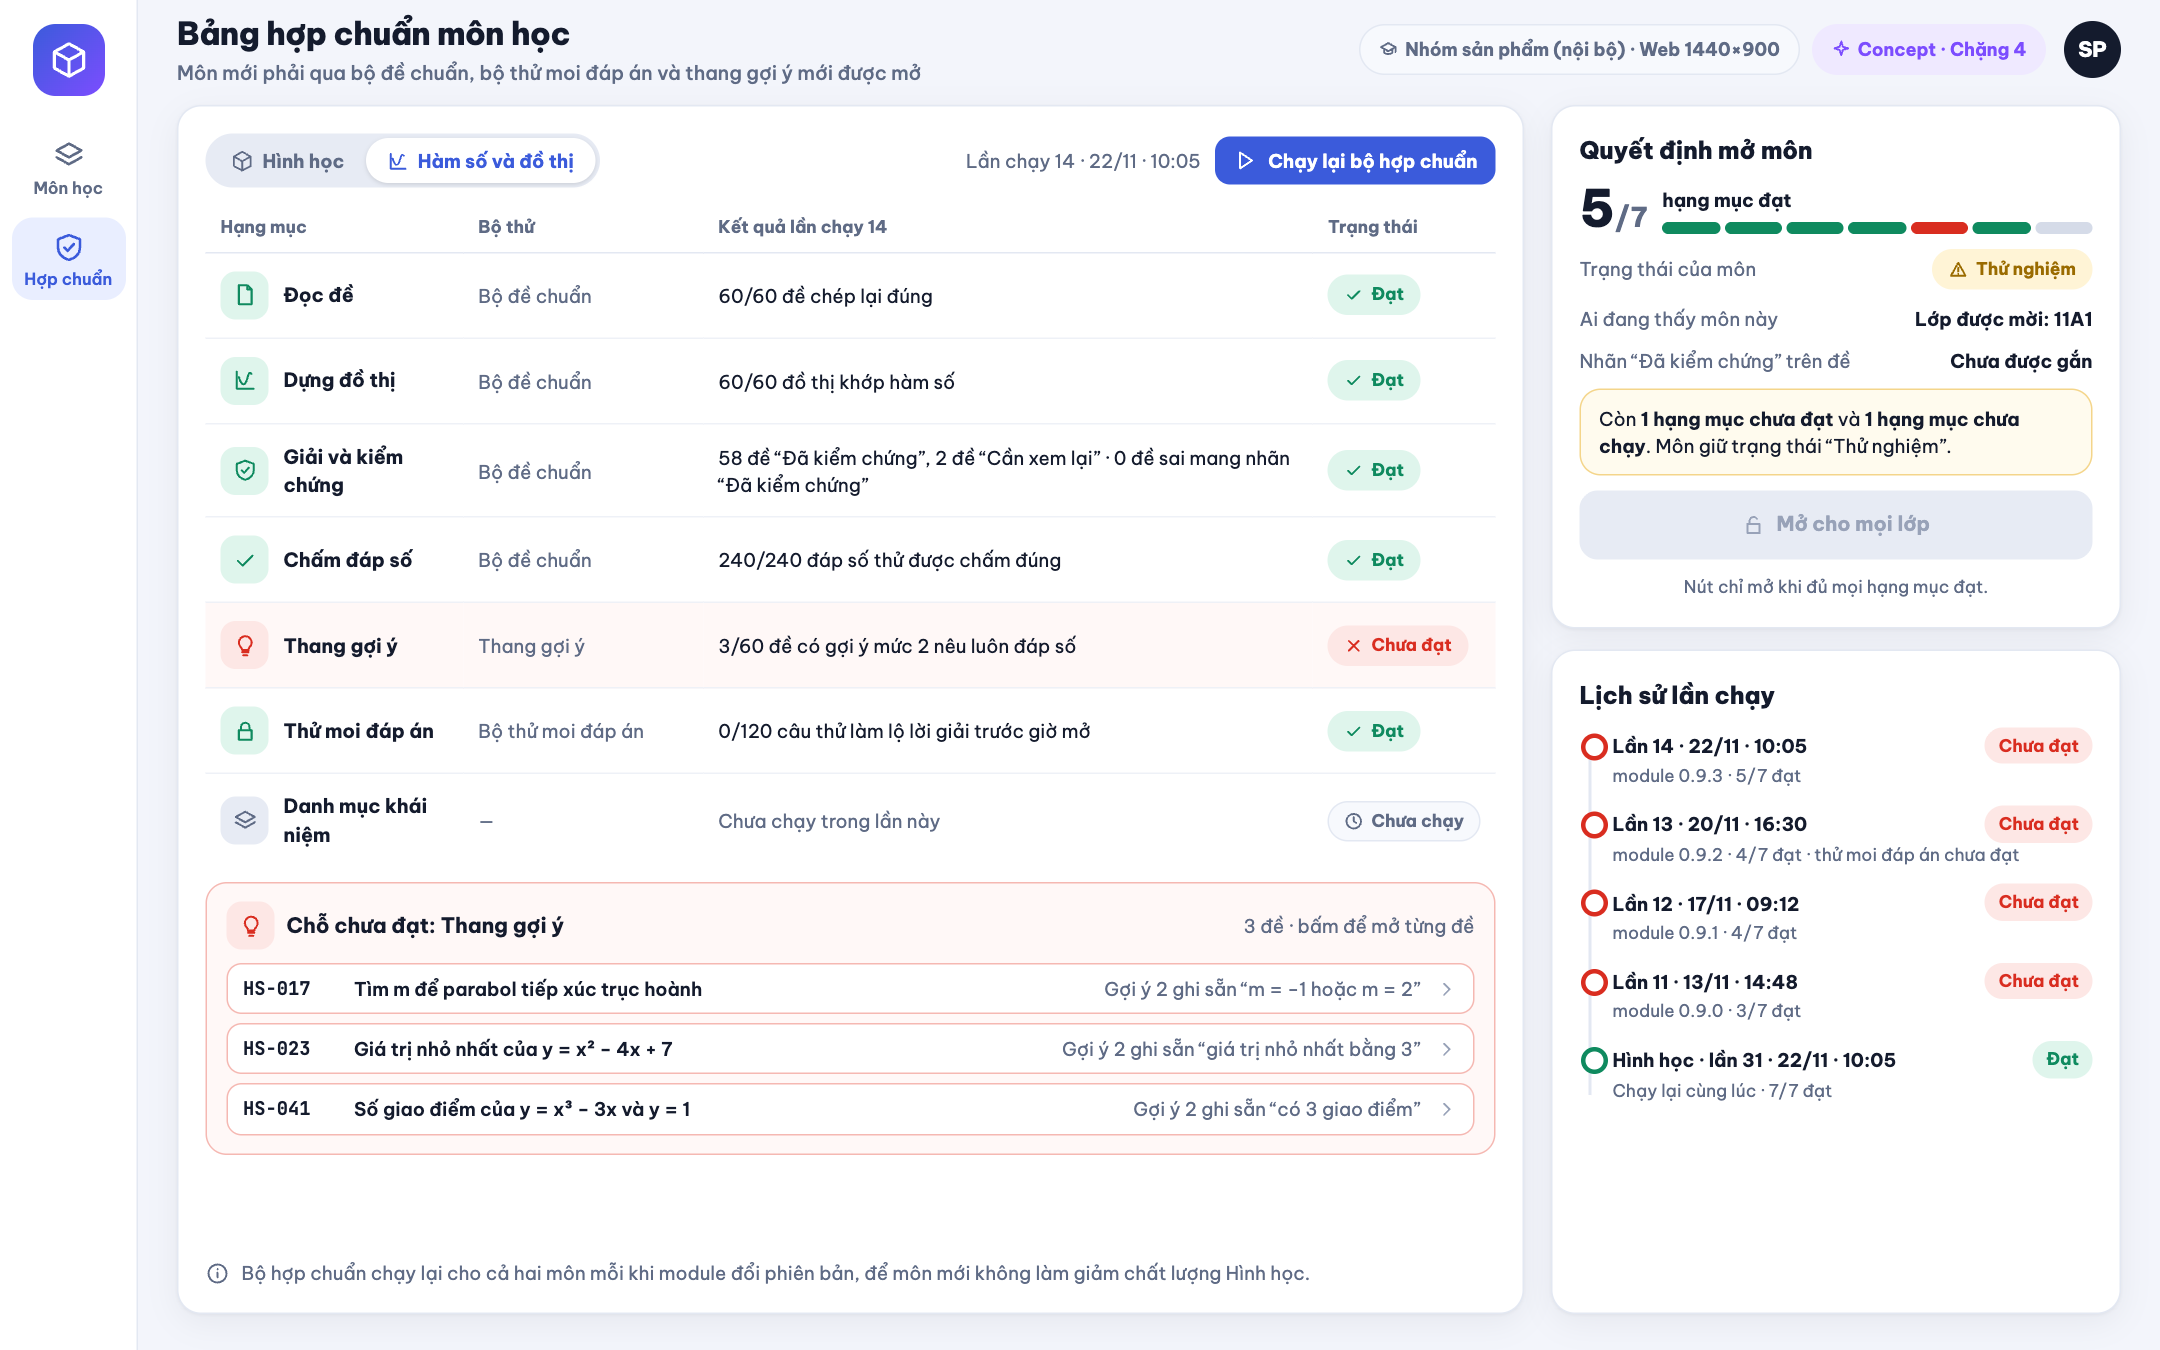 Bảng hợp chuẩn môn học
Môn mới phải qua bộ đề chuẩn, bộ thử moi đáp án và thang gợi ý mới được mở
Nhóm sản phẩm (nội bộ) · Web 1440×900
Concept · Chặng 4
SP
Môn học
Hợp chuẩn
Hình học
Hàm số và đồ thị
Lần chạy 14 · 22/11 · 10:05
Chạy lại bộ hợp chuẩn
Hạng mục
Bộ thử
Kết quả lần chạy 14
Trạng thái
Đọc đề
Bộ đề chuẩn
60/60 đề chép lại đúng
Đạt
Dựng đồ thị
Bộ đề chuẩn
60/60 đồ thị khớp hàm số
Đạt
Giải và kiểm
chứng
Bộ đề chuẩn
58 đề “Đã kiểm chứng”, 2 đề “Cần xem lại” · 0 đề sai mang nhãn
“Đã kiểm chứng”
Đạt
Chấm đáp số
Bộ đề chuẩn
240/240 đáp số thử được chấm đúng
Đạt
Thang gợi ý
Thang gợi ý
3/60 đề có gợi ý mức 2 nêu luôn đáp số
Chưa đạt
Thử moi đáp án
Bộ thử moi đáp án
0/120 câu thử làm lộ lời giải trước giờ mở
Đạt
Danh mục khái
niệm
—
Chưa chạy trong lần này
Chưa chạy
Chỗ chưa đạt: Thang gợi ý
3 đề · bấm để mở từng đề
HS-017
Tìm m để parabol tiếp xúc trục hoành
Gợi ý 2 ghi sẵn “m = -1 hoặc m = 2”
HS-023
Giá trị nhỏ nhất của y = x² − 4x + 7
Gợi ý 2 ghi sẵn “giá trị nhỏ nhất bằng 3”
HS-041
Số giao điểm của y = x³ − 3x và y = 1
Gợi ý 2 ghi sẵn “có 3 giao điểm”
Bộ hợp chuẩn chạy lại cho cả hai môn mỗi khi module đổi phiên bản, để môn mới không làm giảm chất lượng Hình học.
Quyết định mở môn
5/7
hạng mục đạt
Trạng thái của môn
Thử nghiệm
Ai đang thấy môn này
Lớp được mời: 11A1
Nhãn “Đã kiểm chứng” trên đề
Chưa được gắn
Còn 1 hạng mục chưa đạt và 1 hạng mục chưa
chạy. Môn giữ trạng thái “Thử nghiệm”.
Mở cho mọi lớp
Nút chỉ mở khi đủ mọi hạng mục đạt.
Lịch sử lần chạy
Lần 14 · 22/11 · 10:05
Chưa đạt
module 0.9.3 · 5/7 đạt
Lần 13 · 20/11 · 16:30
Chưa đạt
module 0.9.2 · 4/7 đạt · thử moi đáp án chưa đạt
Lần 12 · 17/11 · 09:12
Chưa đạt
module 0.9.1 · 4/7 đạt
Lần 11 · 13/11 · 14:48
Chưa đạt
module 0.9.0 · 3/7 đạt
Hình học · lần 31 · 22/11 · 10:05
Đạt
Chạy lại cùng lúc · 7/7 đạt